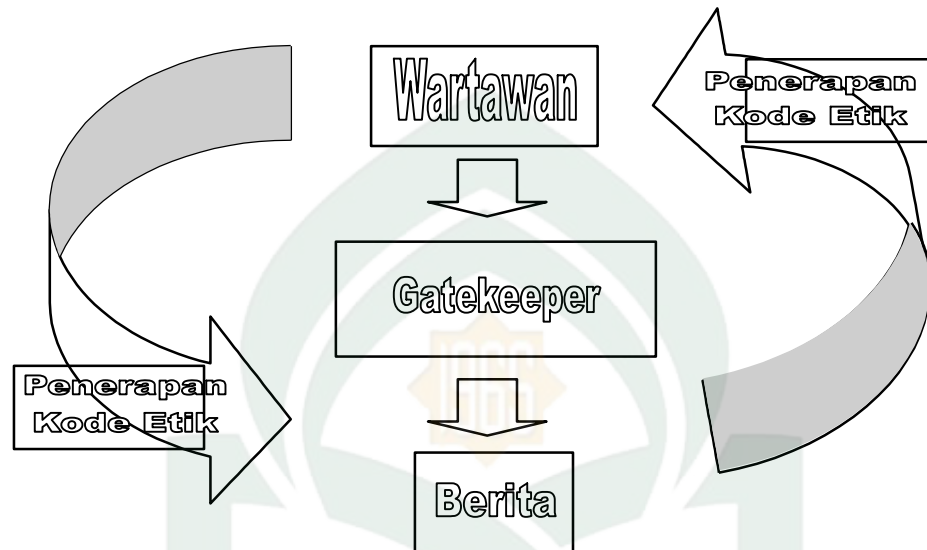 Wartawan
Penerapan
Kode Etik
Gatekeeper
Penerapan
Kode Etik
Berita